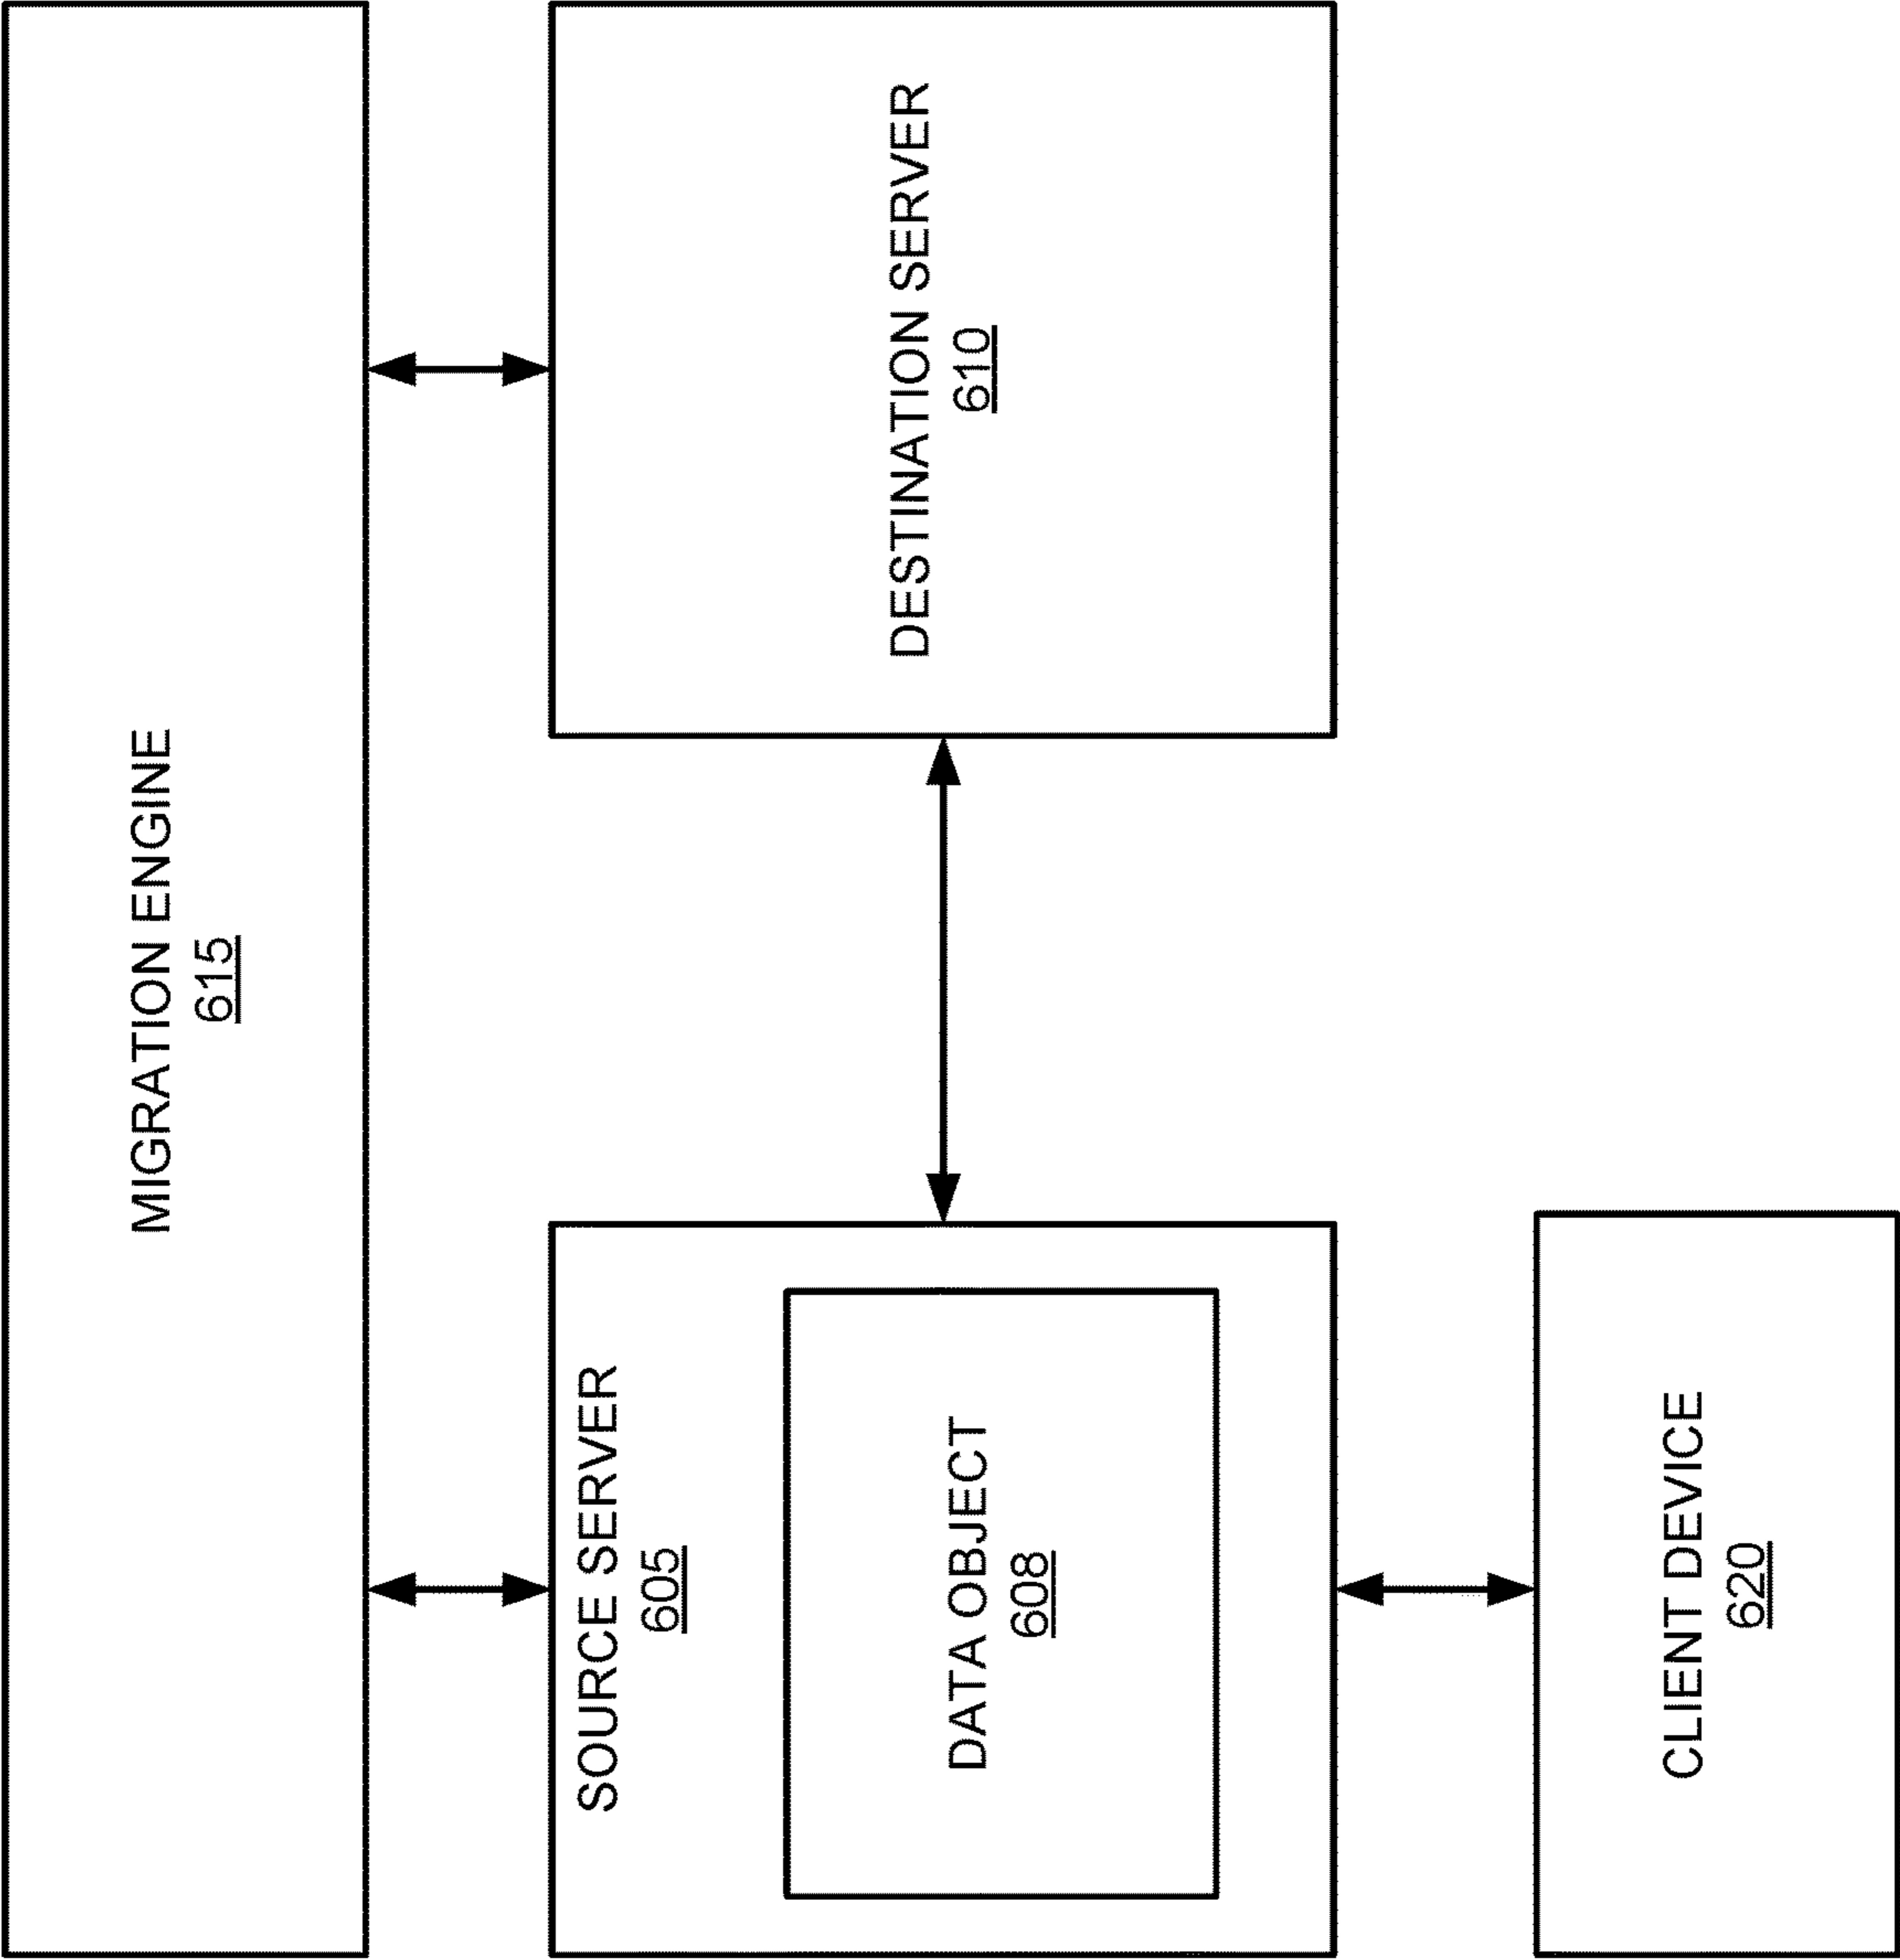 MIGRATION ENGINE
615
SOURCE SERVER
605
DATA OBJECT
608
DESTINATION SERVER
610
CLIENT DEVICE
620